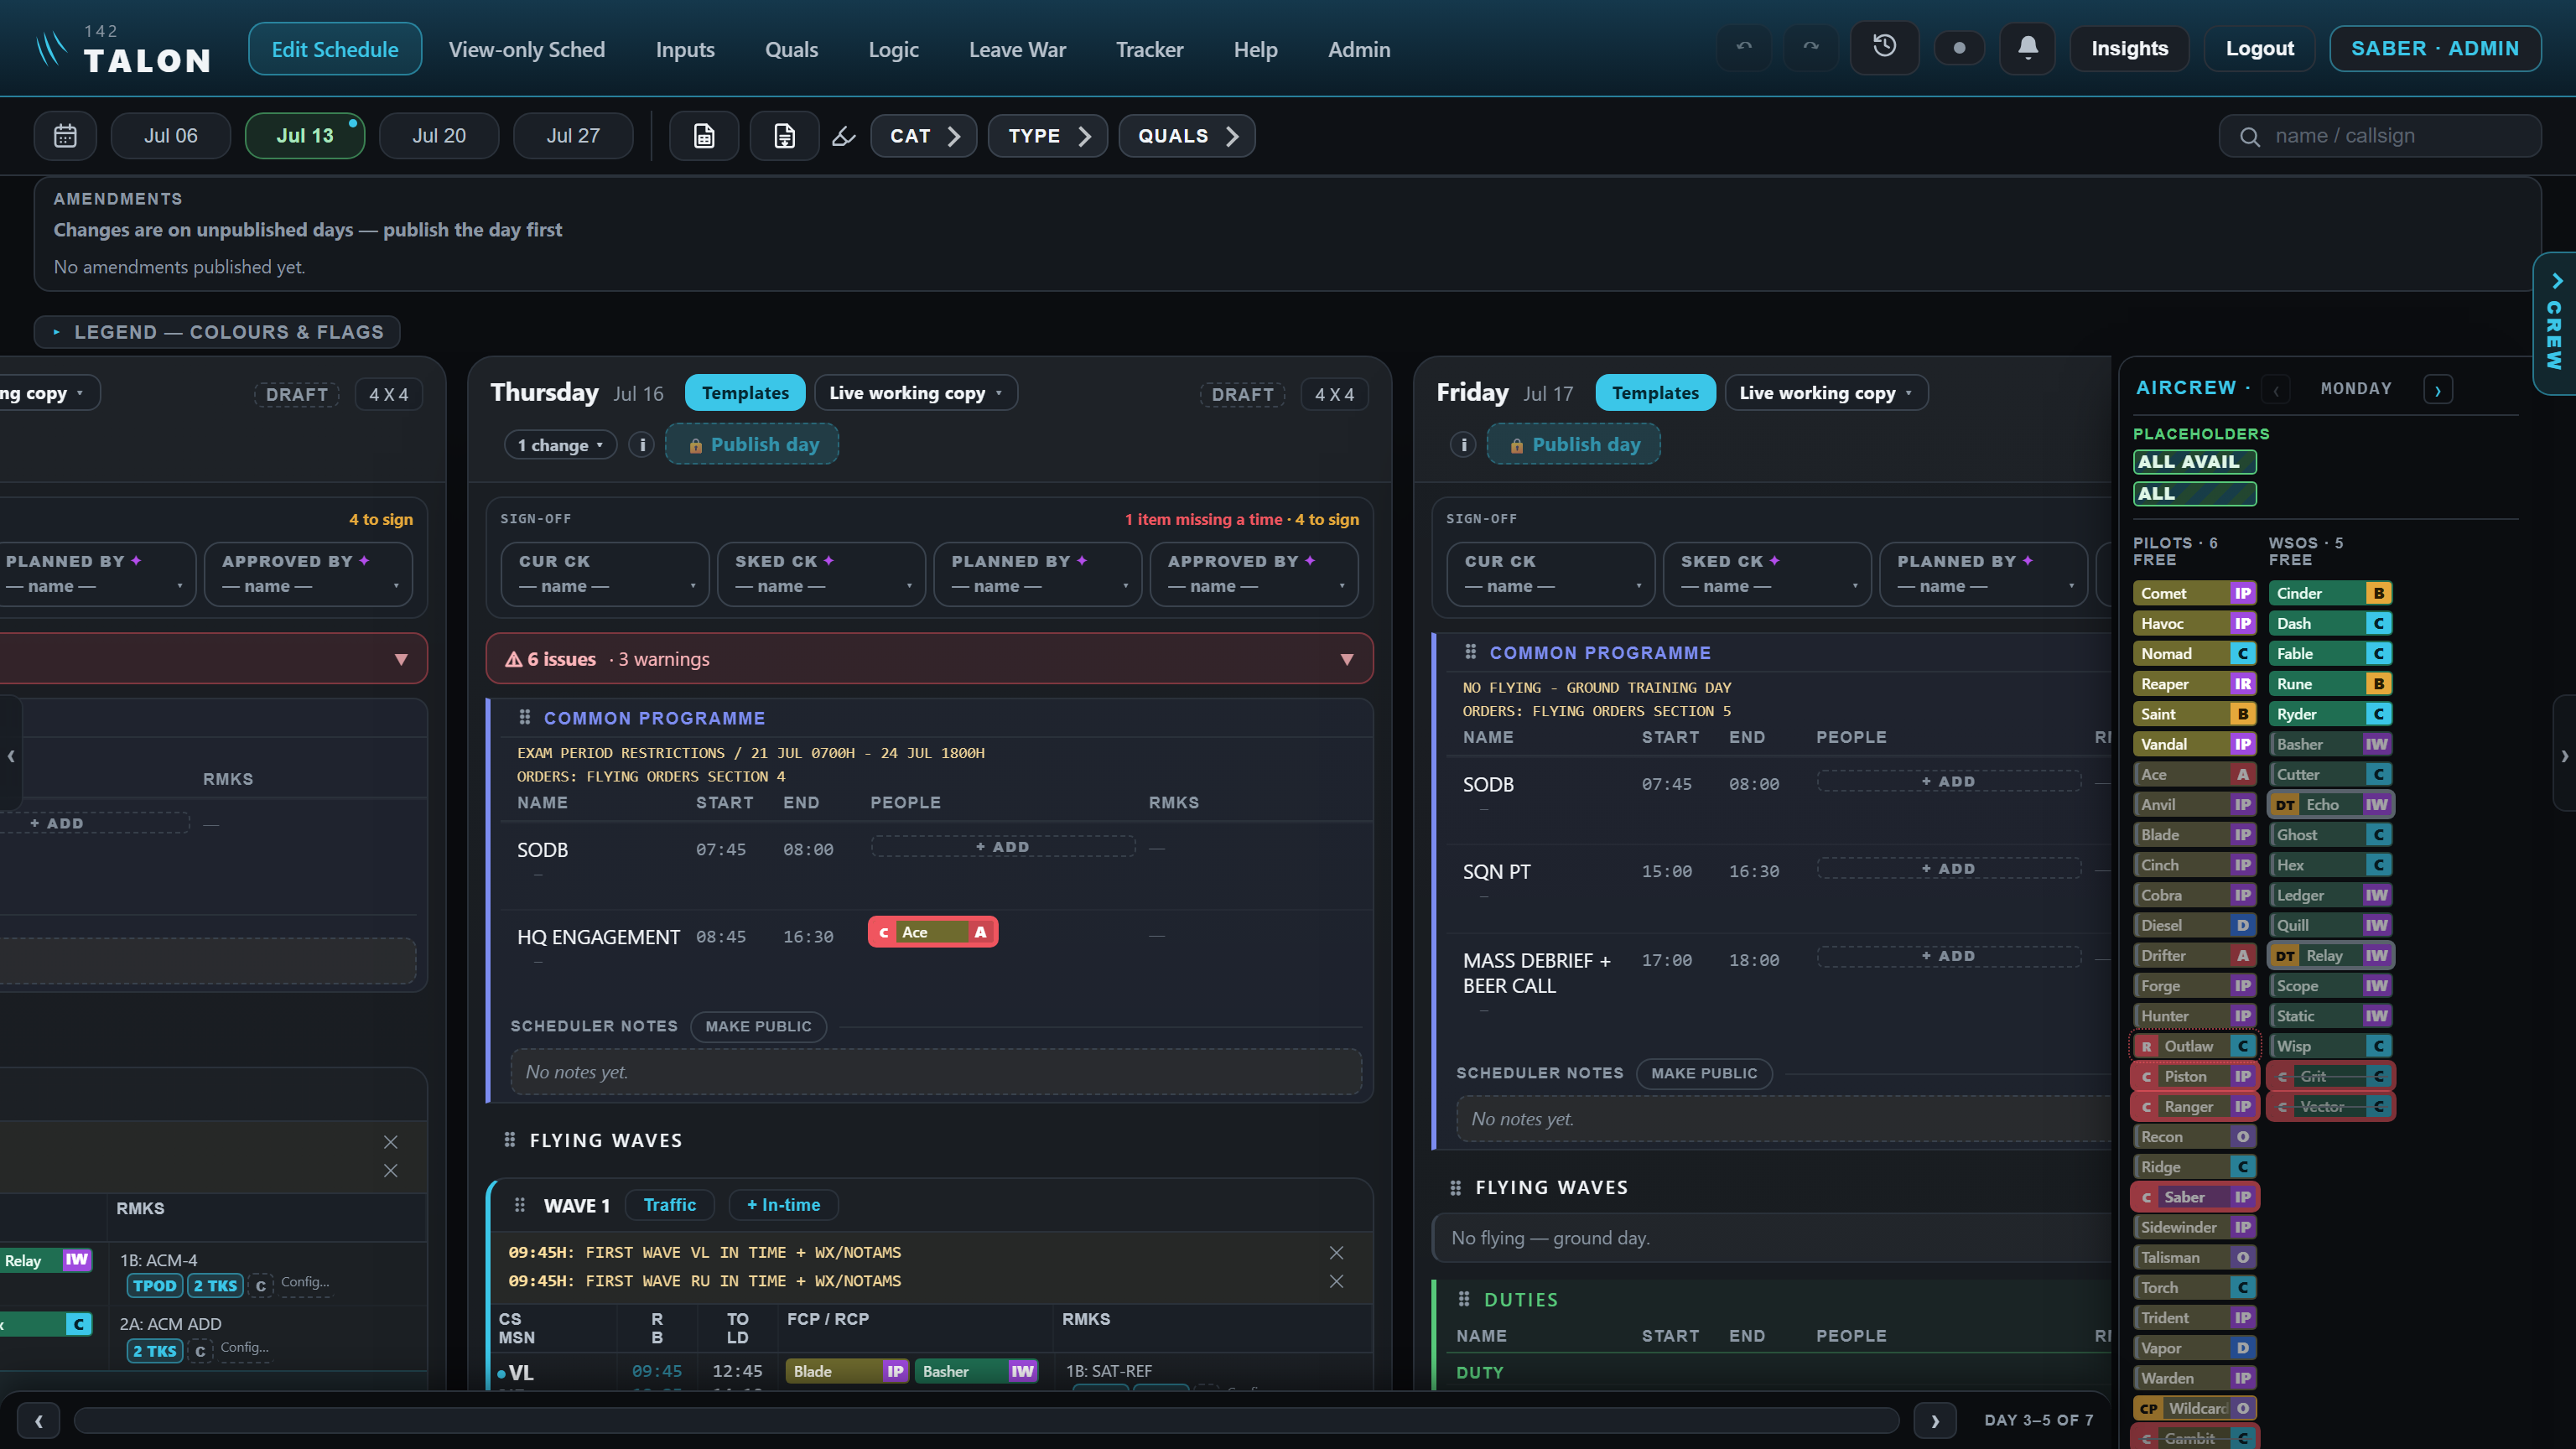 142
TALON
Edit Schedule
View-only Sched
Inputs
Quals
Logic
Leave War
Tracker
Help
Admin
Insights
Logout
SABER · ADMIN
Jul 06
Jul 13
Jul 20
Jul 27
CAT
TYPE
QUALS
name / callsign
AMENDMENTS
Changes are on unpublished days — publish the day first
No amendments published yet.
LEGEND — COLOURS & FLAGS
CREW
ng copy
DRAFT
4 X 4
4 to sign
PLANNED BY
— name —
APPROVED BY
— name —
RMKS
+ ADD
—
RMKS
Relay IW
1B: ACM-4
TPOD 2 TKS C Config...
C
2A: ACM ADD
2 TKS C Config...
Thursday Jul 16
Templates
Live working copy
DRAFT
4 X 4
1 change
i
Publish day
SIGN-OFF
1 item missing a time · 4 to sign
CUR CK
— name —
SKED CK
— name —
PLANNED BY
— name —
APPROVED BY
— name —
6 issues · 3 warnings
COMMON PROGRAMME
EXAM PERIOD RESTRICTIONS / 21 JUL 0700H - 24 JUL 1800H
ORDERS: FLYING ORDERS SECTION 4
NAME START END PEOPLE RMKS
SODB 07:45 08:00 + ADD —
—
HQ ENGAGEMENT 08:45 16:30 C Ace A —
—
SCHEDULER NOTES MAKE PUBLIC
No notes yet.
FLYING WAVES
WAVE 1 Traffic + In-time
09:45H: FIRST WAVE VL IN TIME + WX/NOTAMS
09:45H: FIRST WAVE RU IN TIME + WX/NOTAMS
CS R TO FCP / RCP RMKS
MSN B LD
VL 09:45 12:45 Blade IP Basher IW 1B: SAT-REF
Friday Jul 17
Templates
Live working copy
i
Publish day
SIGN-OFF
CUR CK
— name —
SKED CK
— name —
PLANNED BY
— name —
COMMON PROGRAMME
NO FLYING - GROUND TRAINING DAY
ORDERS: FLYING ORDERS SECTION 5
NAME START END PEOPLE
SODB 07:45 08:00 + ADD —
—
SQN PT 15:00 16:30 + ADD —
—
MASS DEBRIEF + 17:00 18:00 + ADD —
BEER CALL
—
SCHEDULER NOTES MAKE PUBLIC
No notes yet.
FLYING WAVES
No flying — ground day.
DUTIES
NAME START END PEOPLE
DUTY
AIRCREW · MONDAY
PLACEHOLDERS
ALL AVAIL
ALL
PILOTS · 6 FREE
WSOS · 5 FREE
Comet IP
Havoc IP
Nomad C
Reaper IR
Saint B
Vandal IP
Ace A
Anvil IP
Blade IP
Cinch IP
Cobra IP
Diesel D
Drifter A
Forge IP
Hunter IP
R Outlaw C
C Piston IP
C Ranger IP
Recon O
Ridge C
C Saber IP
Sidewinder IP
Talisman O
Torch C
Trident IP
Vapor D
Warden IP
CP Wildcard O
C Gambit C
Cinder B
Dash C
Fable C
Rune B
Ryder C
Basher IW
Cutter C
DT Echo IW
Ghost C
Hex C
Ledger IW
Quill IW
DT Relay IW
Scope IW
Static IW
Wisp C
C Grit C
C Vector C
DAY 3–5 OF 7